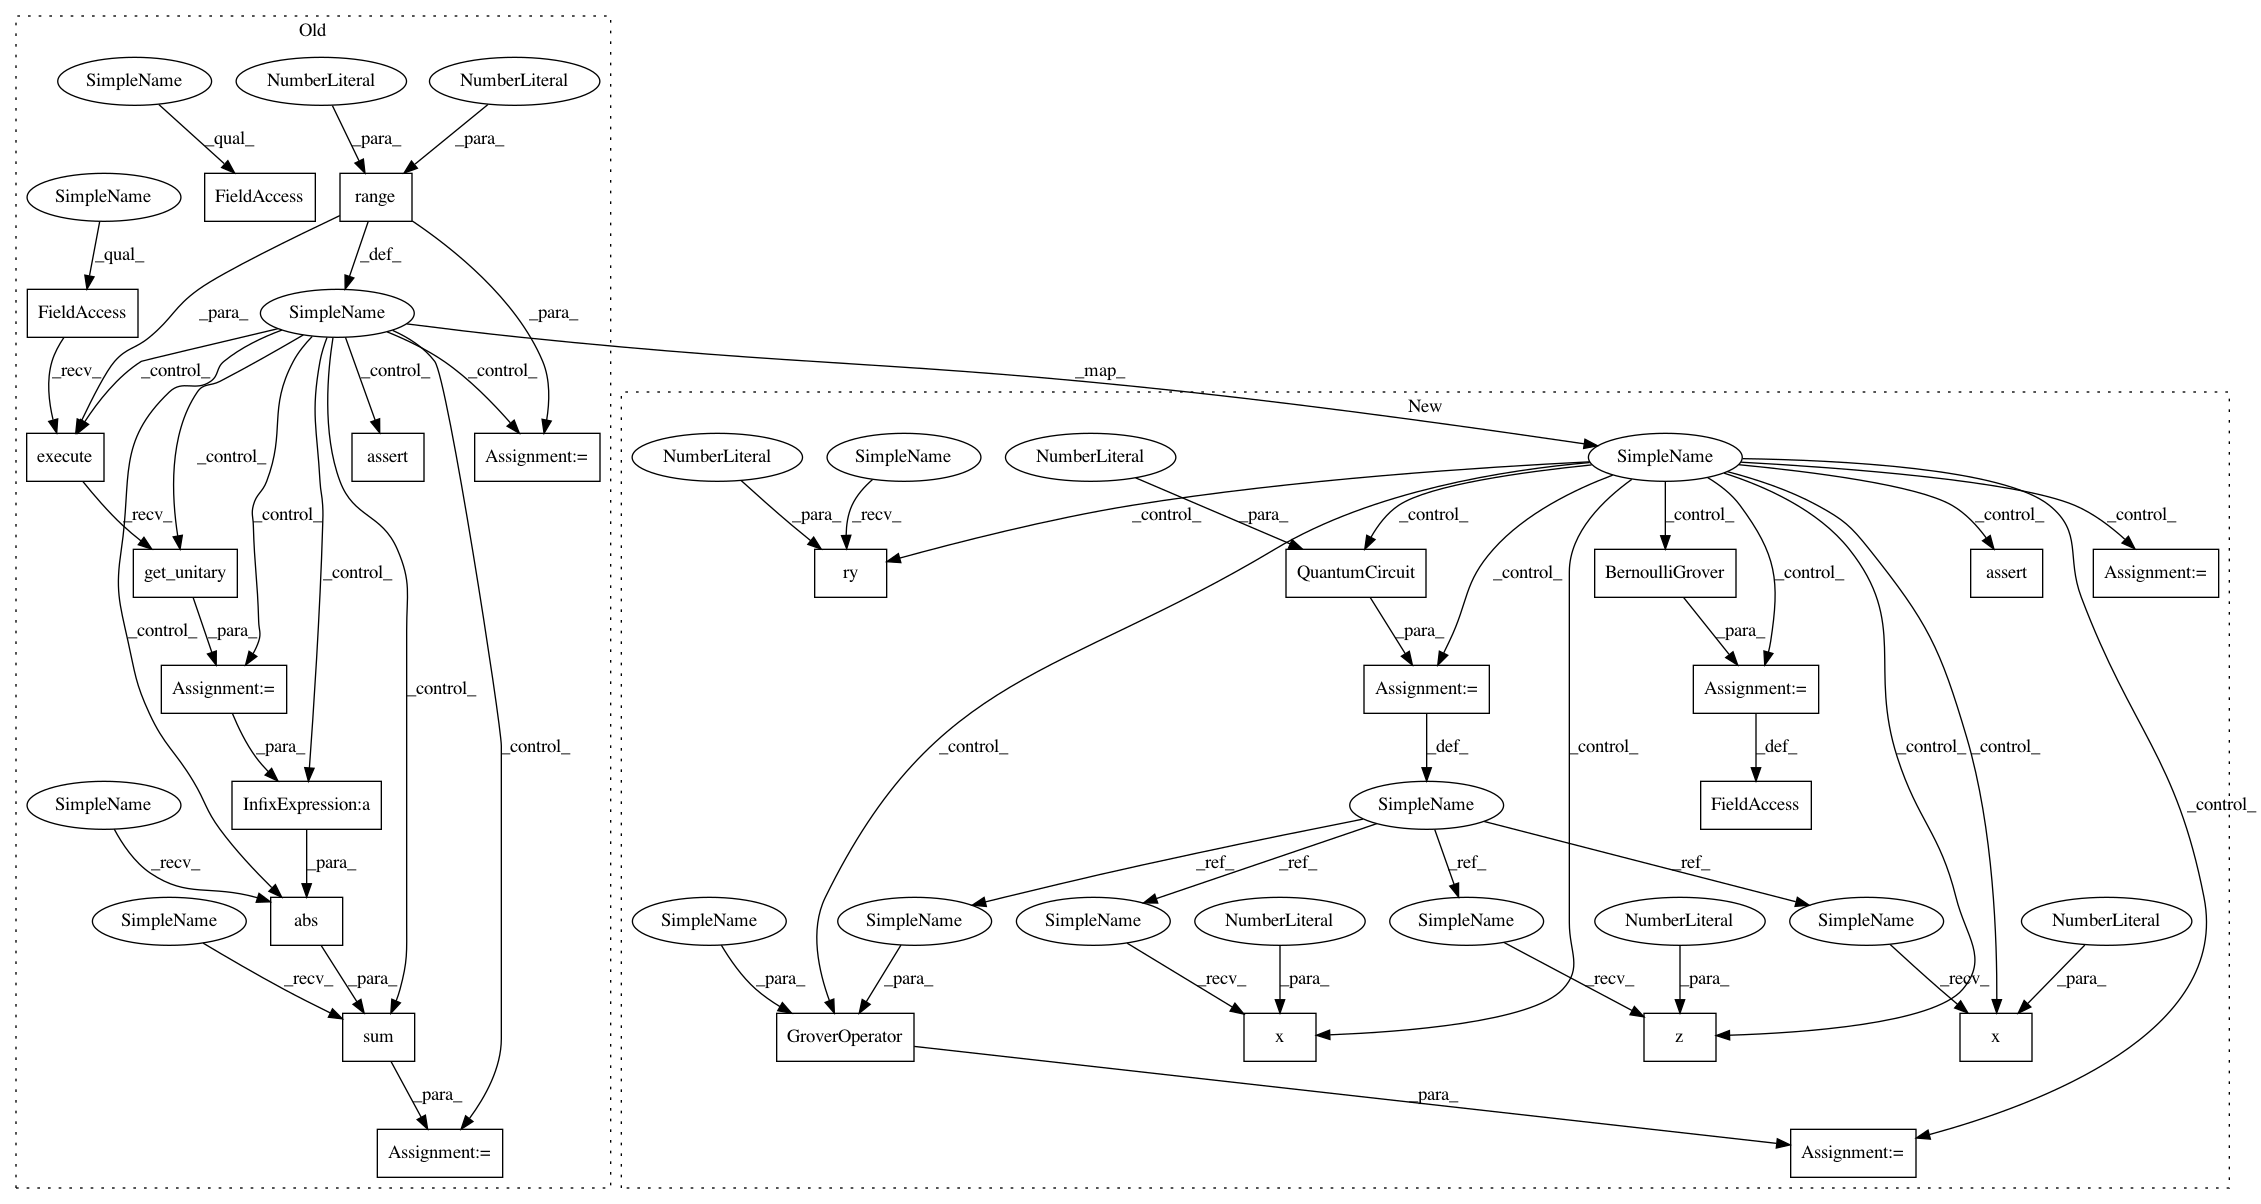 Old
SimpleName NumberLiteral NumberLiteral
_qual_ _para_ _para_
SimpleName FieldAccess range
_qual_ _def_
FieldAccess SimpleName _para_ _para_
_recv_ _control_ _control_ _control_ _map_
New
execute assert Assignment:= NumberLiteral SimpleName NumberLiteral SimpleName
_recv_ _control_ _control_ _para_ _recv_ _control_ _para_ _control_ _control_ _control_ _control_
get_unitary _control_ ry QuantumCircuit _control_ BernoulliGrover _control_ assert Assignment:=
_control_ _para_ _para_ _para_
Assignment:= _control_ Assignment:= Assignment:=
_para_ _control_ _control_ _def_ _control_ _def_ _control_ _control_
SimpleName InfixExpression:a SimpleName FieldAccess _control_
_recv_ _para_ _ref_ _ref_ _ref_ _ref_
SimpleName abs SimpleName SimpleName SimpleName NumberLiteral SimpleName NumberLiteral SimpleName NumberLiteral
_recv_ _para_ _para_ _para_ _recv_ _para_ _recv_ _para_ _recv_ _para_
sum GroverOperator x z x
_para_ _para_
Assignment:= Assignment:=